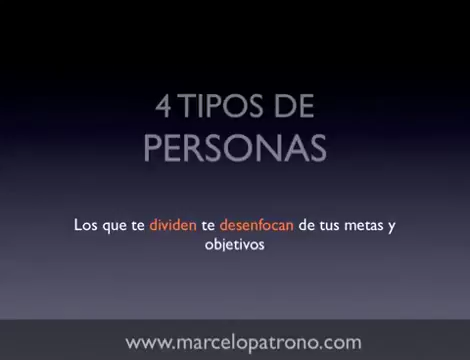 4 TIPOS DE
PERSONAS
Los que te dividen te desenfocan de tus metas y
objetivos
www.marcelopatrono.com